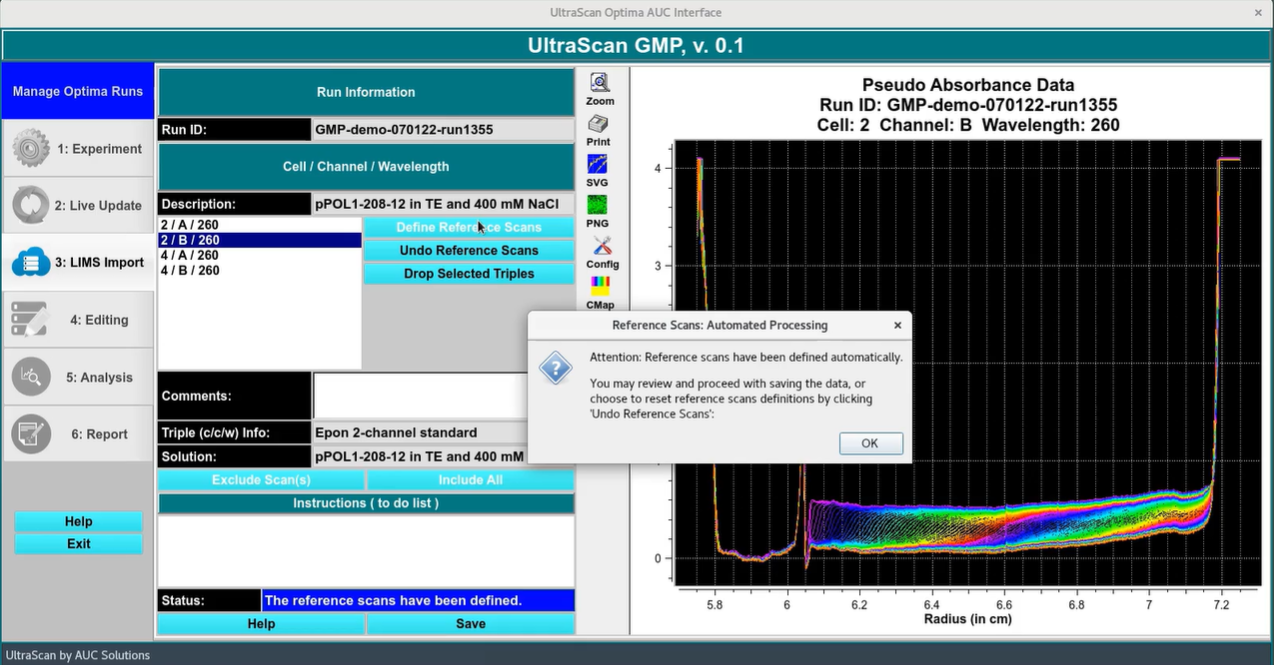 UltraScan Optima AUC Interface
×
UltraScan GMP, v. 0.1
Manage Optima Runs
1: Experiment
2: Live Update
3: LIMS Import
4: Editing
5: Analysis
6: Report
Help
Exit
Run Information
Run ID:
GMP-demo-070122-run1355
Cell / Channel / Wavelength
Description:
pPOL1-208-12 in TE and 400 mM NaCl
2 / A / 260
2 / B / 260
4 / A / 260
4 / B / 260
Define Reference Scans
Undo Reference Scans
Drop Selected Triples
Comments:
Triple (c/c/w) Info:
Epon 2-channel standard
Solution:
pPOL1-208-12 in TE and 400 mM
Exclude Scan(s)
Include All
Instructions ( to do list )
Status:
The reference scans have been defined.
Help
Save
Zoom
Print
SVG
PNG
Config
CMap
Pseudo Absorbance Data
Run ID: GMP-demo-070122-run1355
Cell: 2 Channel: B Wavelength: 260
4
3
0
5.8
6
6.2
6.4
6.6
6.8
7
7.2
Radius (in cm)
Reference Scans: Automated Processing
×
Attention: Reference scans have been defined automatically.
You may review and proceed with saving the data, or
choose to reset reference scans definitions by clicking
'Undo Reference Scans':
OK
UltraScan by AUC Solutions